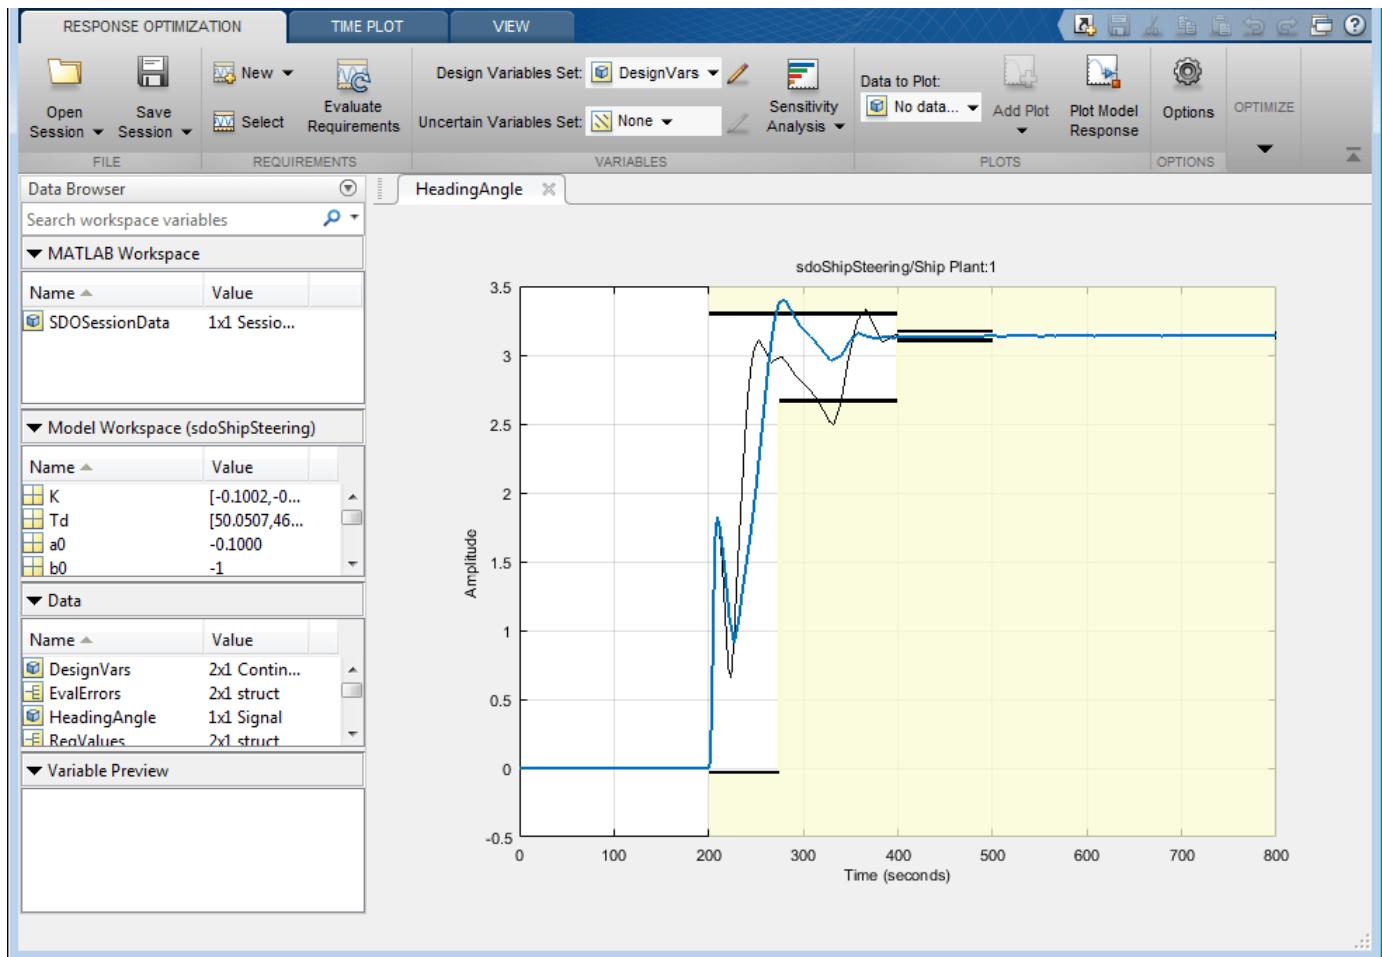 RESPONSE OPTIMIZATION TIME PLOT VIEW
Open Session
Save Session
New
Select
Evaluate Requirements
Design Variables Set: DesignVars
Uncertain Variables Set: None
Sensitivity Analysis
Data to Plot:
No data...
Add Plot
Plot Model Response
Options
OPTIMIZE
FILE REQUIREMENTS VARIABLES PLOTS OPTIONS
Data Browser
Search workspace variables
MATLAB Workspace
Name Value
SDOSessionData 1x1 Sessio...
Model Workspace (sdoShipSteering)
Name Value
K [-0.1002,-0...
Td [50.0507,46...
a0 -0.1000
b0 -1
Data
Name Value
DesignVars 2x1 Contin...
EvalErrors 2x1 struct
HeadingAngle 1x1 Signal
ReqValues 2x1 struct
Variable Preview
HeadingAngle
sdoShipSteering/Ship Plant:1
3.5
3
2.5
2
1.5
1
0.5
0
-0.5
Amplitude
0 100 200 300 400 500 600 700 800
Time (seconds)